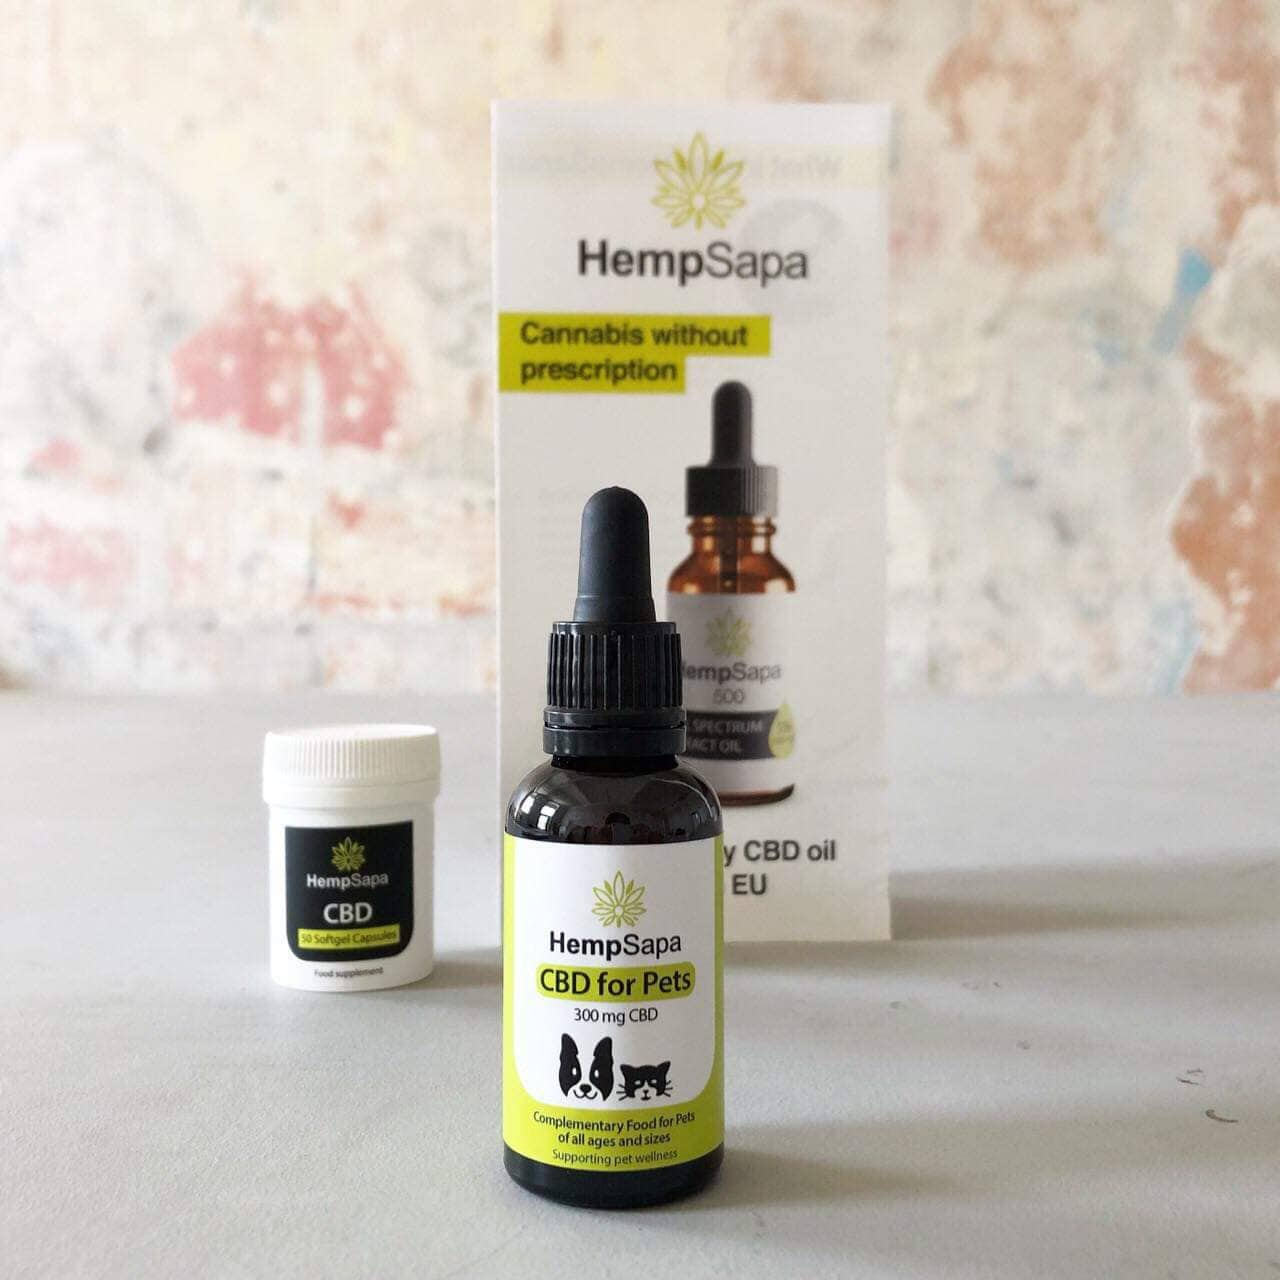 HempSapa
Cannabis without
prescription
HempSapa
500
SPECTRUM
OIL
y CBD oil
EU
HempSapa
CBD
50 Softgel Capsules
Food supplement
HempSapa
CBD for Pets
300 mg CBD
Complementary Food for Pets
of all ages and sizes
Supporting pet wellness